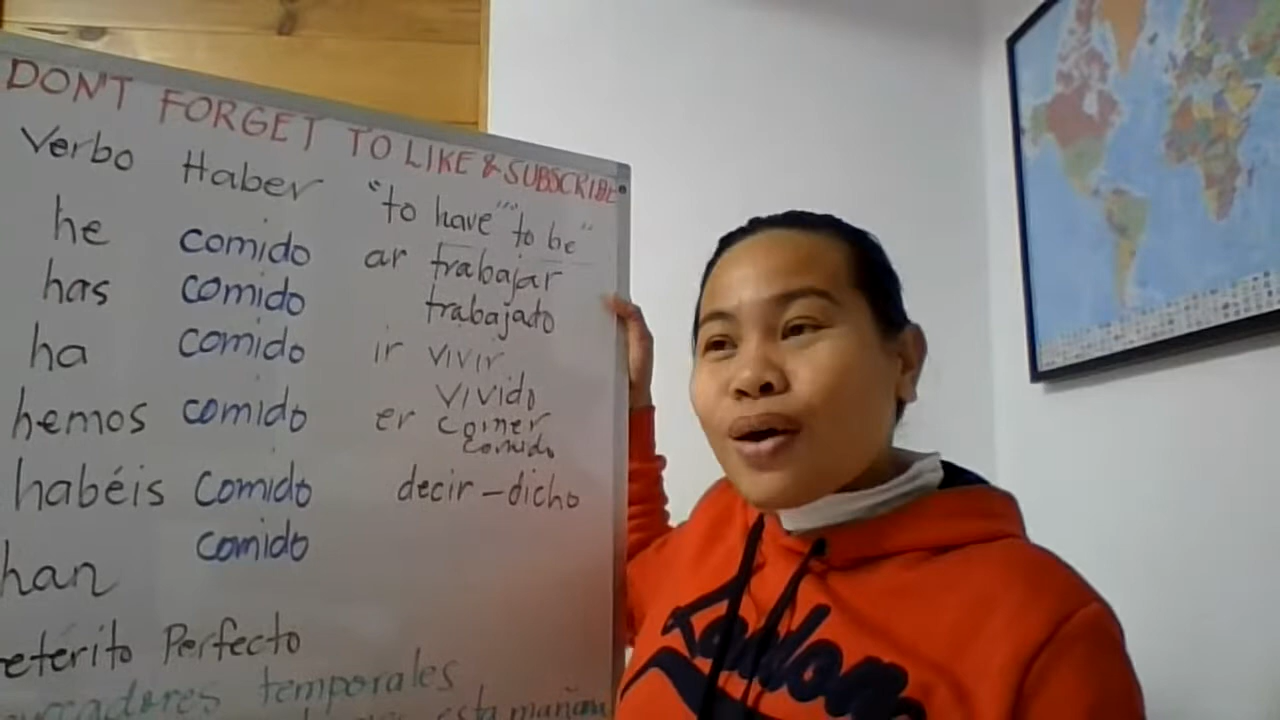 DON'T FORGET TO LIKE & SUBSCRIBE
Verbo Haber "to have" "to be"
he comido ar trabajar
has comido trabajado
ha comido ir vivir
vivido
hemos comido er comer
comido
habéis comido decir - dicho
han comido
eterito Perfecto
temporales
esta mañana